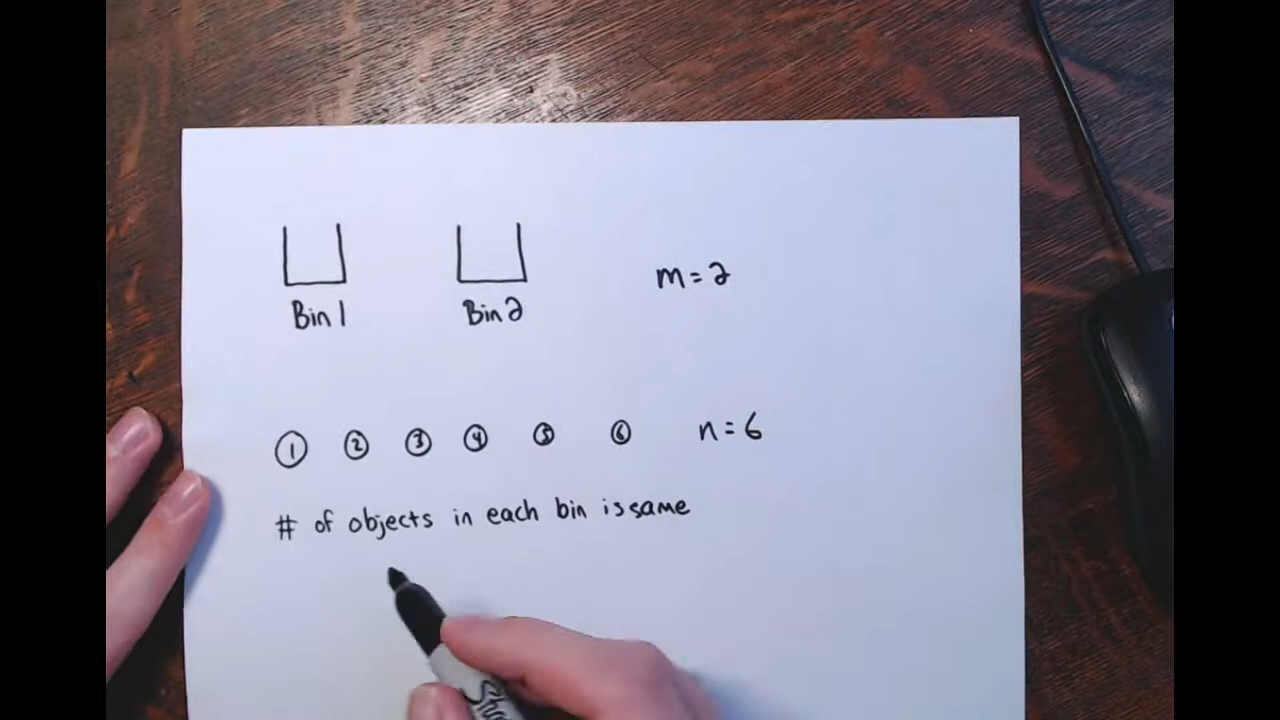 Bin 1 Bin 2 m=2
1 2 3 4 5 6 n=6
# of objects in each bin is same